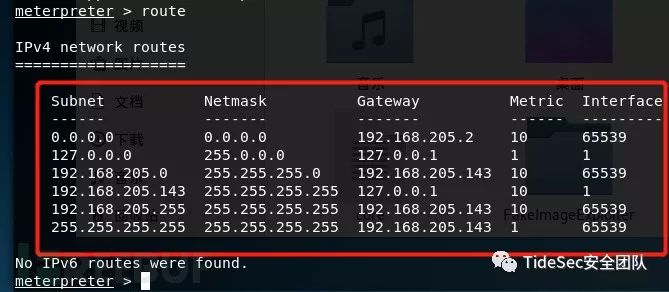 meterpreter > route
视频
IPv4 network routes
===================
音乐
桌面
Subnet Netmask Gateway Metric Interface
------ ------- ------- ------ ---------
0.0.0.0 0.0.0.0 192.168.205.2 10 65539
127.0.0.0 255.0.0.0 127.0.0.1 1 1
192.168.205.0 255.255.255.0 192.168.205.143 10 65539
192.168.205.143 255.255.255.255 127.0.0.1 10 1
192.168.205.255 255.255.255.255 192.168.205.143 10 65539
255.255.255.255 255.255.255.255 192.168.205.143 1 65539
文档
下载
FakeImageExploiter
No IPv6 routes were found.
meterpreter >
TideSec安全团队